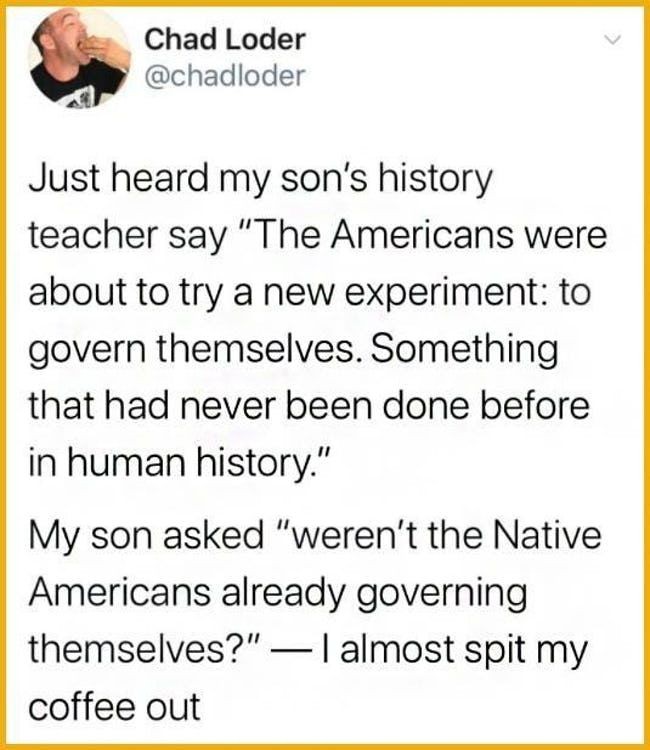 Chad Loder
@chadloder
Just heard my son's history
teacher say "The Americans were
about to try a new experiment: to
govern themselves. Something
that had never been done before
in human history."
My son asked "weren't the Native
Americans already governing
themselves?" — I almost spit my
coffee out